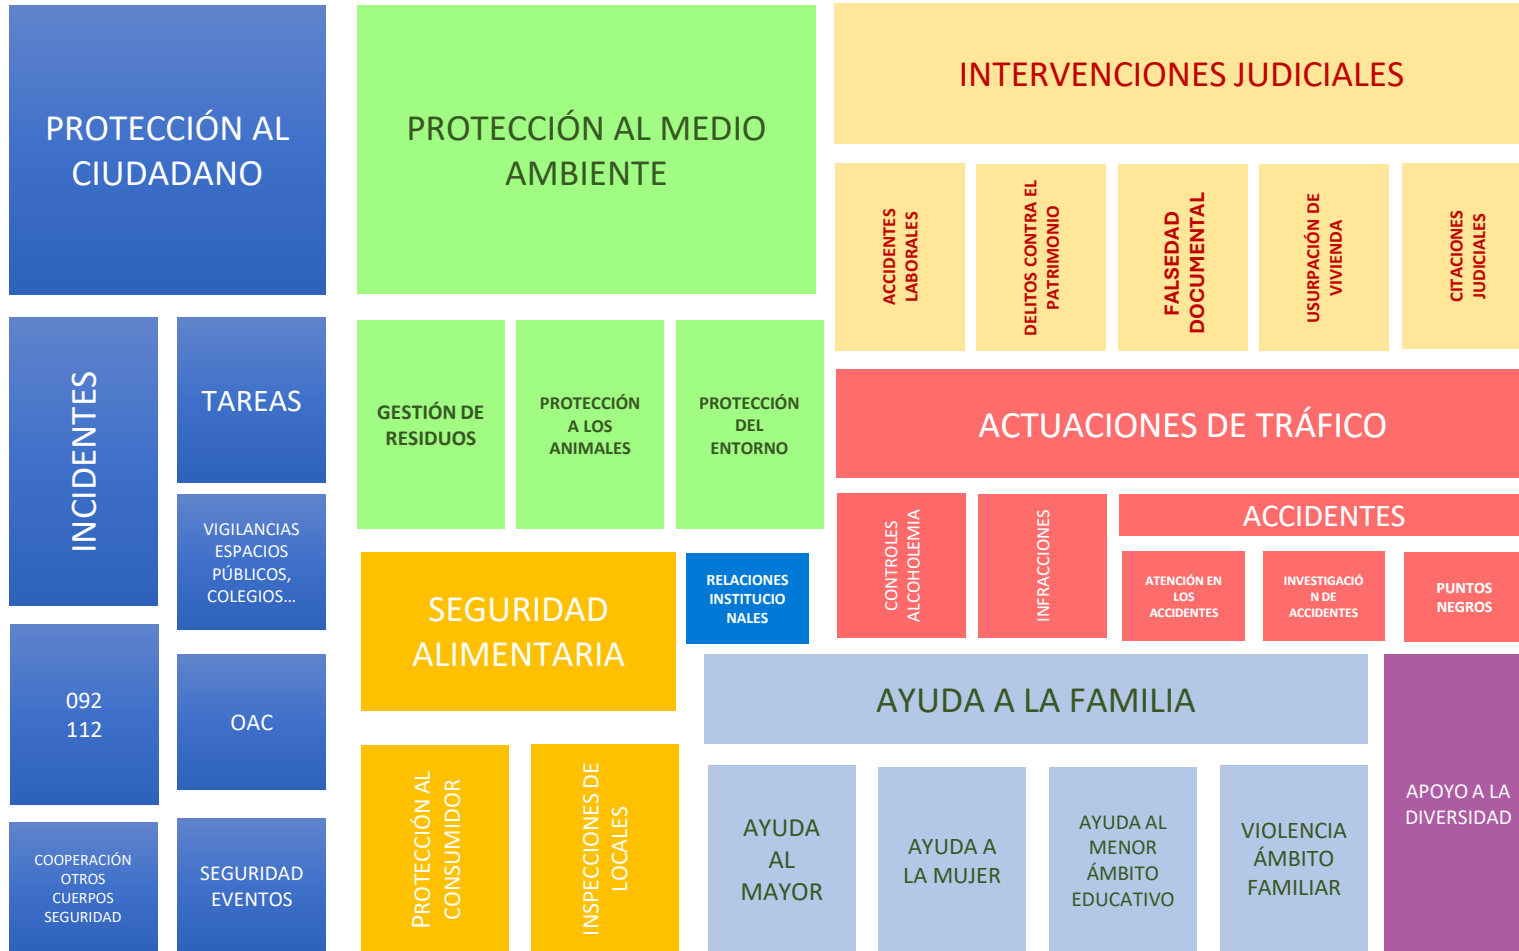 PROTECCIÓN AL
CIUDADANO
INCIDENTES
TAREAS
VIGILANCIAS
ESPACIOS
PÚBLICOS,
COLEGIOS...
092
112
OAC
COOPERACIÓN
OTROS
CUERPOS
SEGURIDAD
SEGURIDAD
EVENTOS
PROTECCIÓN AL MEDIO
AMBIENTE
GESTIÓN DE
RESIDUOS
PROTECCIÓN
A LOS
ANIMALES
PROTECCIÓN
DEL
ENTORNO
SEGURIDAD
ALIMENTARIA
RELACIONES
INSTITUCIO
NALES
PROTECCIÓN AL
CONSUMIDOR
INSPECCIONES DE
LOCALES
INTERVENCIONES JUDICIALES
ACCIDENTES
LABORALES
DELITOS CONTRA EL
PATRIMONIO
FALSEDAD
DOCUMENTAL
USURPACIÓN DE
VIVIENDA
CITACIONES
JUDICIALES
ACTUACIONES DE TRÁFICO
CONTROLES
ALCOHOLEMIA
INFRACCIONES
ACCIDENTES
ATENCIÓN EN
LOS
ACCIDENTES
INVESTIGACIÓ
N DE
ACCIDENTES
PUNTOS
NEGROS
AYUDA A LA FAMILIA
AYUDA
AL
MAYOR
AYUDA A
LA MUJER
AYUDA AL
MENOR
ÁMBITO
EDUCATIVO
VIOLENCIA
ÁMBITO
FAMILIAR
APOYO A LA
DIVERSIDAD